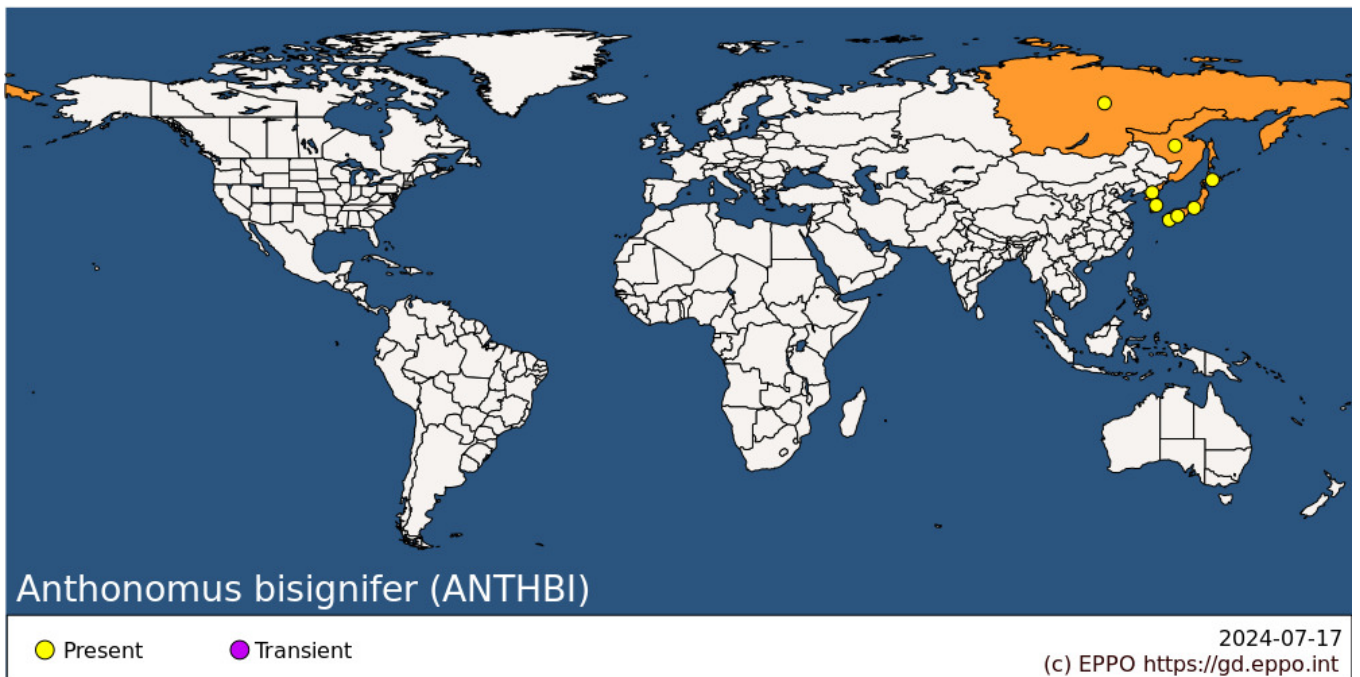 Anthonomus bisignifer (ANTHBI)
Present
Transient
2024-07-17
(c) EPPO https://gd.eppo.int